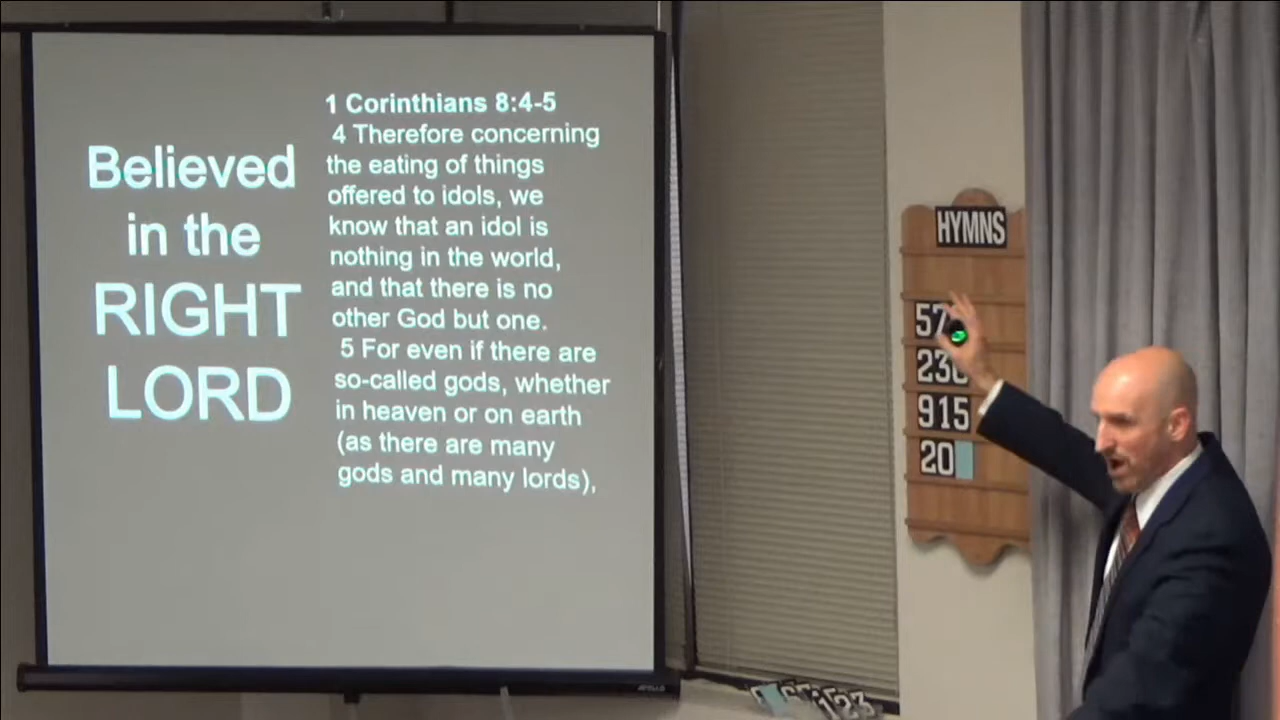 Believed
in the
RIGHT
LORD
1 Corinthians 8:4-5
4 Therefore concerning
the eating of things
offered to idols, we
know that an idol is
nothing in the world,
and that there is no
other God but one.
5 For even if there are
so-called gods, whether
in heaven or on earth
(as there are many
gods and many lords),
HYMNS
57
236
915
20